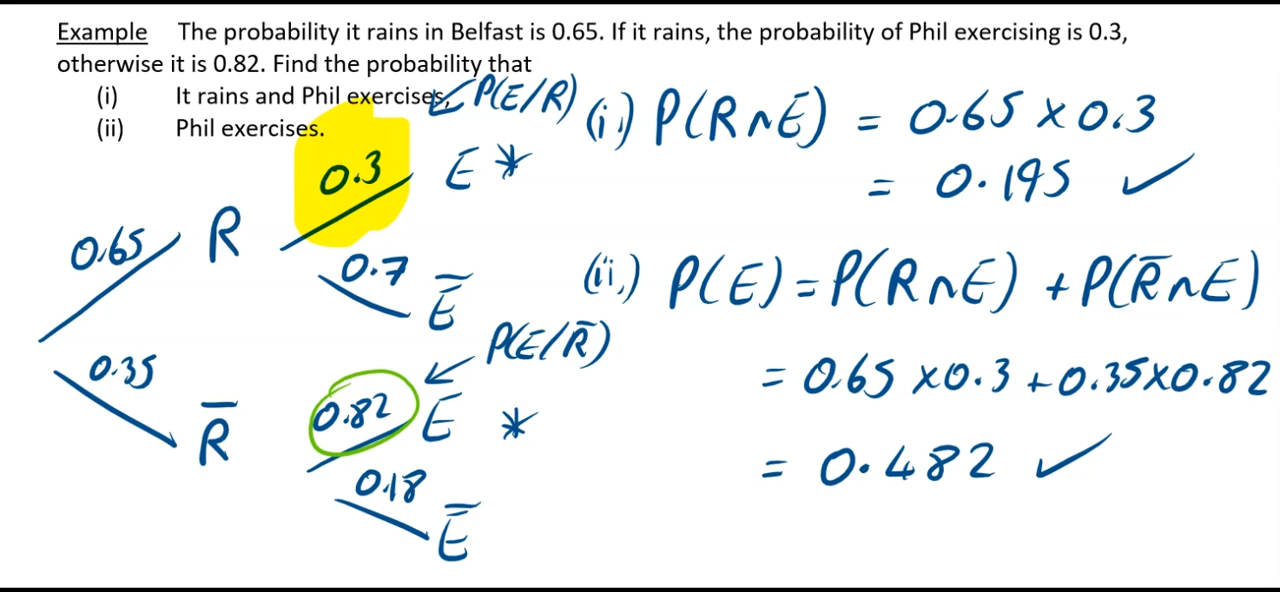 Example The probability it rains in Belfast is 0.65. If it rains, the probability of Phil exercising is 0.3,
otherwise it is 0.82. Find the probability that
(i) It rains and Phil exercises,
(ii) Phil exercises.
P(E/R)
0.65 R
0.3 E *
0.7 E̅
0.35 R̅
P(E/R̅)
0.82 E *
0.18 E̅
(i.) P(R∩E) = 0.65 × 0.3
= 0.195 ✓
(ii.) P(E) = P(R∩E) + P(R̅∩E)
= 0.65 × 0.3 + 0.35 × 0.82
= 0.482 ✓